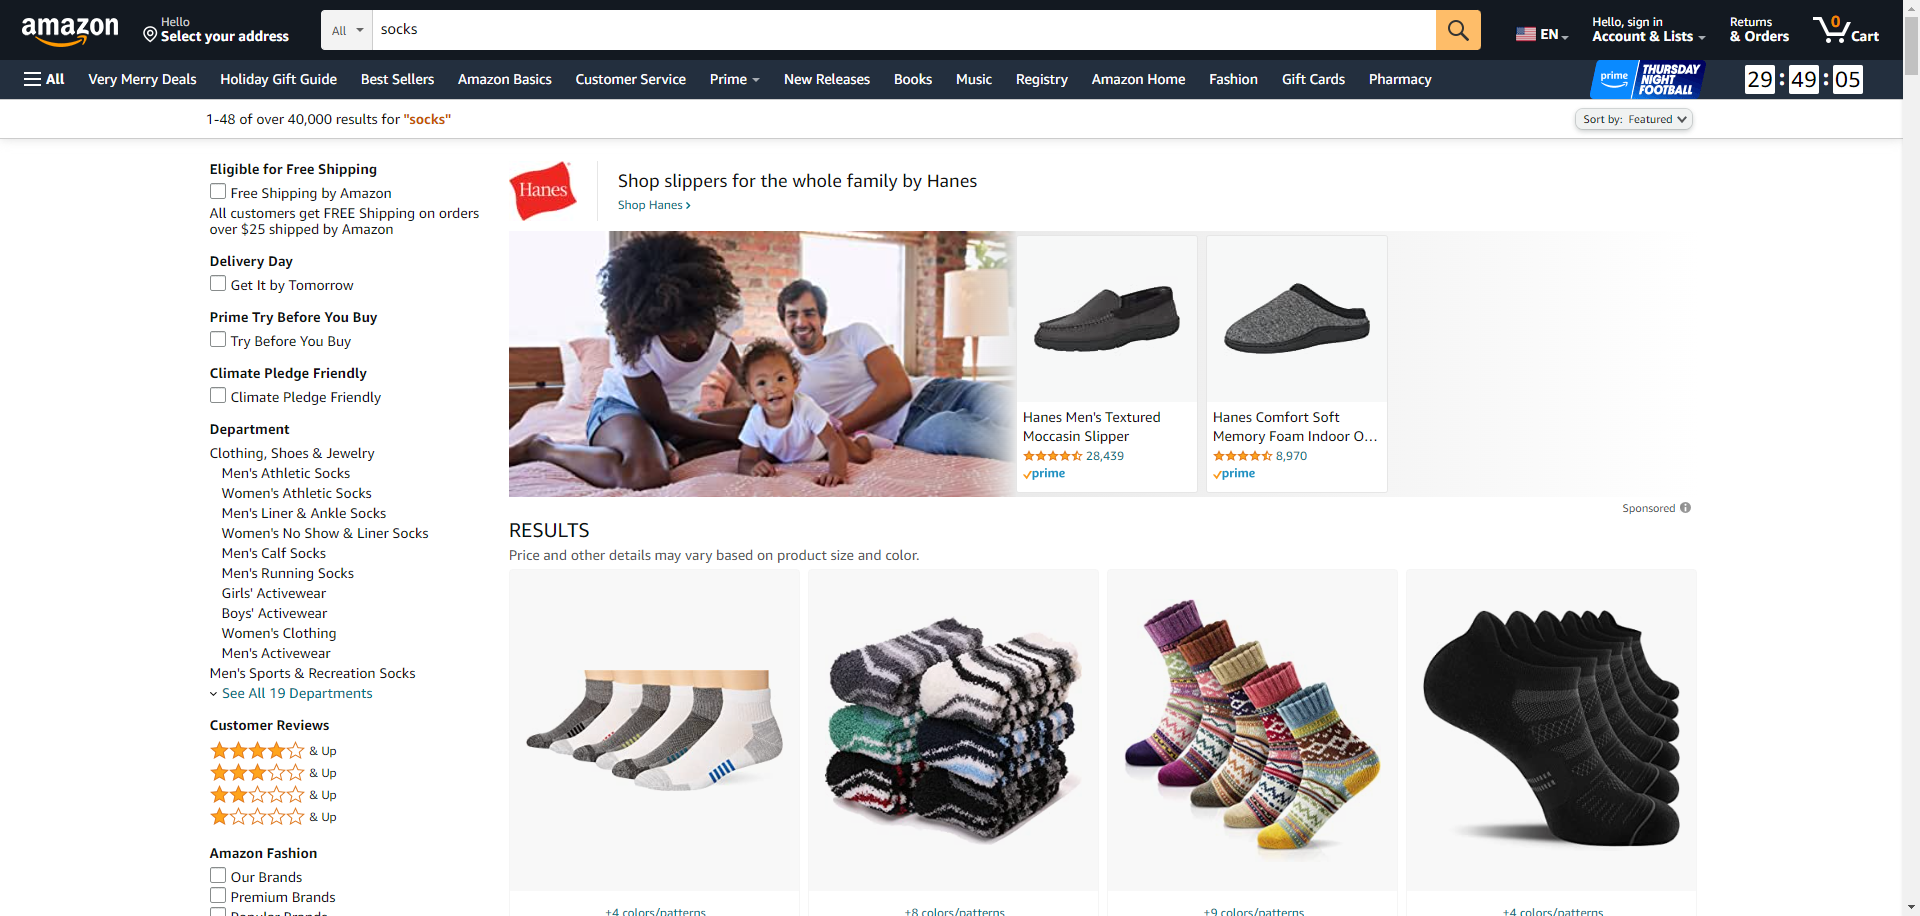 amazon
Hello
Select your address
All
socks
EN
Hello, sign in
Account & Lists
Returns
& Orders
0
Cart
All
Very Merry Deals
Holiday Gift Guide
Best Sellers
Amazon Basics
Customer Service
Prime
New Releases
Books
Music
Registry
Amazon Home
Fashion
Gift Cards
Pharmacy
prime
THURSDAY
NIGHT
FOOTBALL
29:49:05
1-48 of over 40,000 results for "socks"
Sort by: Featured
Eligible for Free Shipping
Free Shipping by Amazon
All customers get FREE Shipping on orders
over $25 shipped by Amazon
Delivery Day
Get It by Tomorrow
Prime Try Before You Buy
Try Before You Buy
Climate Pledge Friendly
Climate Pledge Friendly
Department
Clothing, Shoes & Jewelry
Men's Athletic Socks
Women's Athletic Socks
Men's Liner & Ankle Socks
Women's No Show & Liner Socks
Men's Calf Socks
Men's Running Socks
Girls' Activewear
Boys' Activewear
Women's Clothing
Men's Activewear
Men's Sports & Recreation Socks
See All 19 Departments
Customer Reviews
& Up
& Up
& Up
& Up
Amazon Fashion
Our Brands
Premium Brands
Popular Brands
Hanes
Shop slippers for the whole family by Hanes
Shop Hanes ›
Hanes Men's Textured
Moccasin Slipper
28,439
prime
Hanes Comfort Soft
Memory Foam Indoor O...
8,970
prime
Sponsored
RESULTS
Price and other details may vary based on product size and color.
+4 colors/patterns
+8 colors/patterns
+9 colors/patterns
+4 colors/patterns